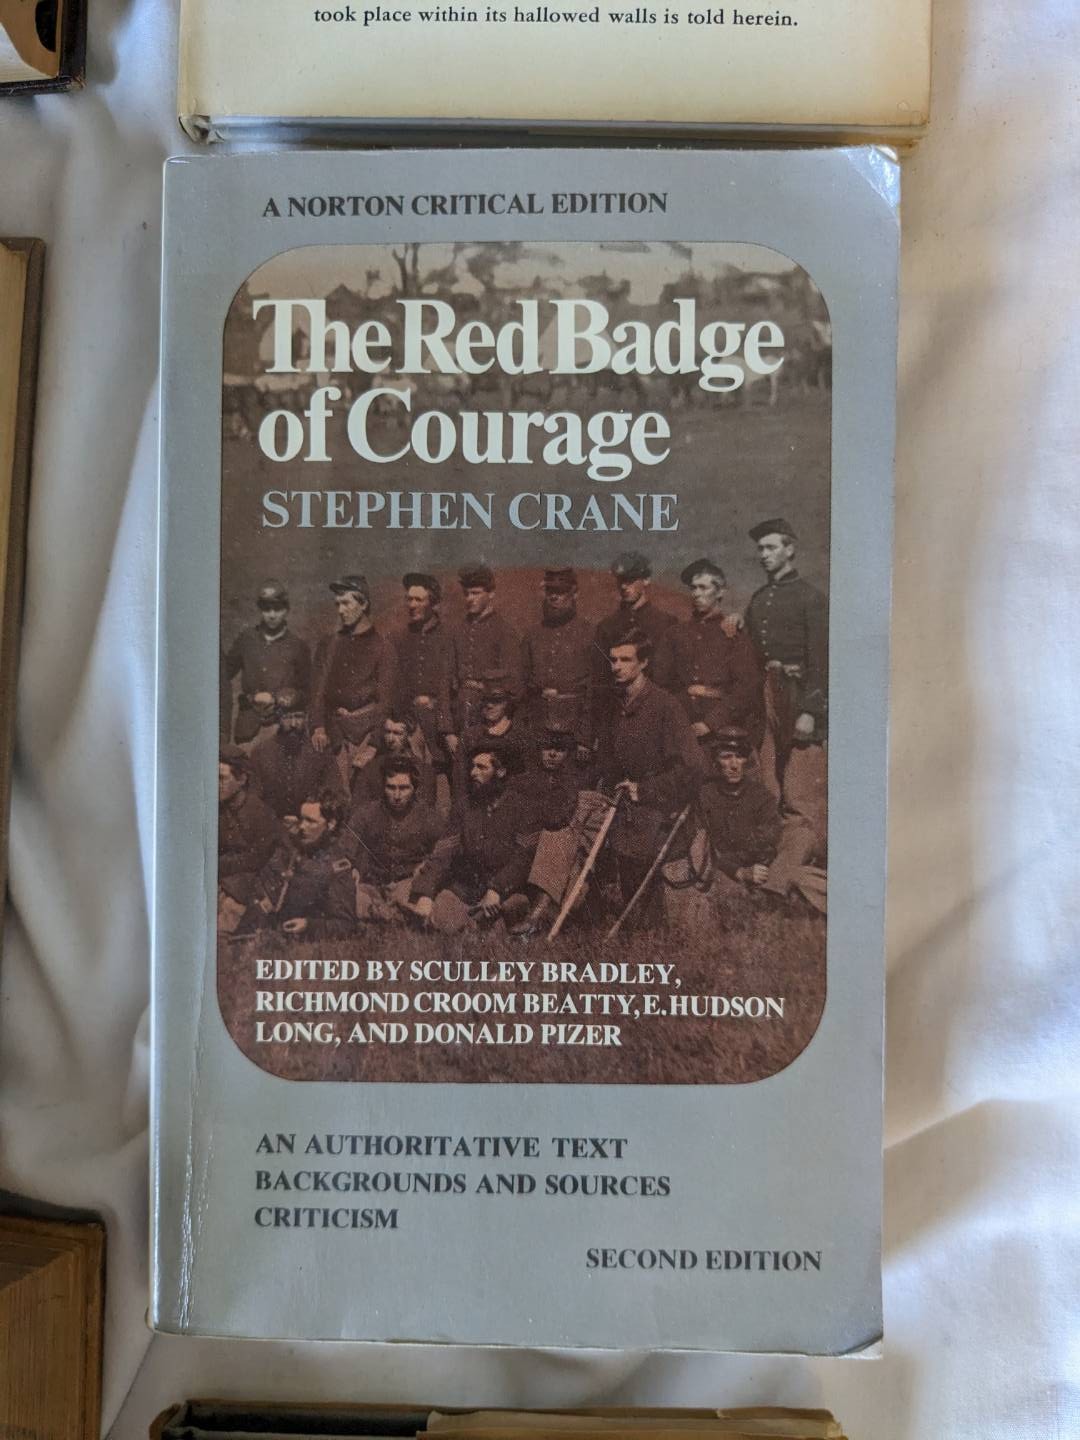 took place within its hallowed walls is told herein.
A NORTON CRITICAL EDITION
The Red Badge
of Courage
STEPHEN CRANE
EDITED BY SCULLEY BRADLEY,
RICHMOND CROOM BEATTY, E. HUDSON
LONG, AND DONALD PIZER
AN AUTHORITATIVE TEXT
BACKGROUNDS AND SOURCES
CRITICISM
SECOND EDITION